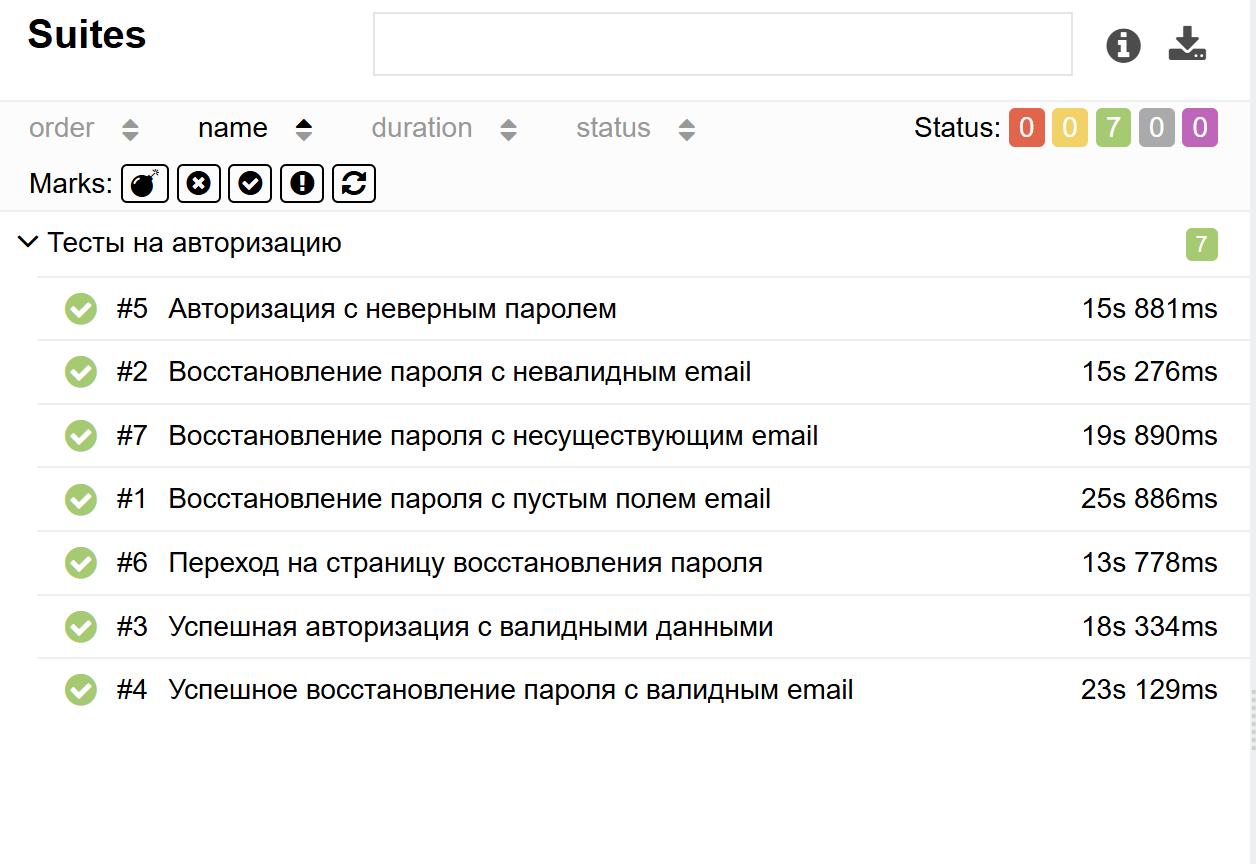 Suites
order name duration status Status: 0 0 7 0 0
Marks:
Тесты на авторизацию 7
#5 Авторизация с неверным паролем 15s 881ms
#2 Восстановление пароля с невалидным email 15s 276ms
#7 Восстановление пароля с несуществующим email 19s 890ms
#1 Восстановление пароля с пустым полем email 25s 886ms
#6 Переход на страницу восстановления пароля 13s 778ms
#3 Успешная авторизация с валидными данными 18s 334ms
#4 Успешное восстановление пароля с валидным email 23s 129ms